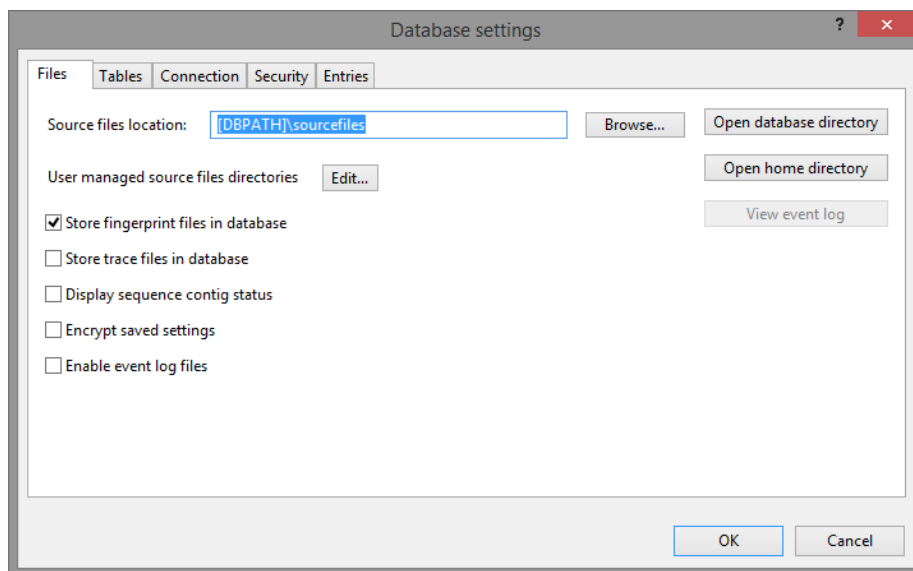 Database settings
?
Files Tables Connection Security Entries
Source files location: [DBPATH]\sourcefiles Browse... Open database directory
User managed source files directories Edit... Open home directory
Store fingerprint files in database View event log
Store trace files in database
Display sequence contig status
Encrypt saved settings
Enable event log files
OK Cancel